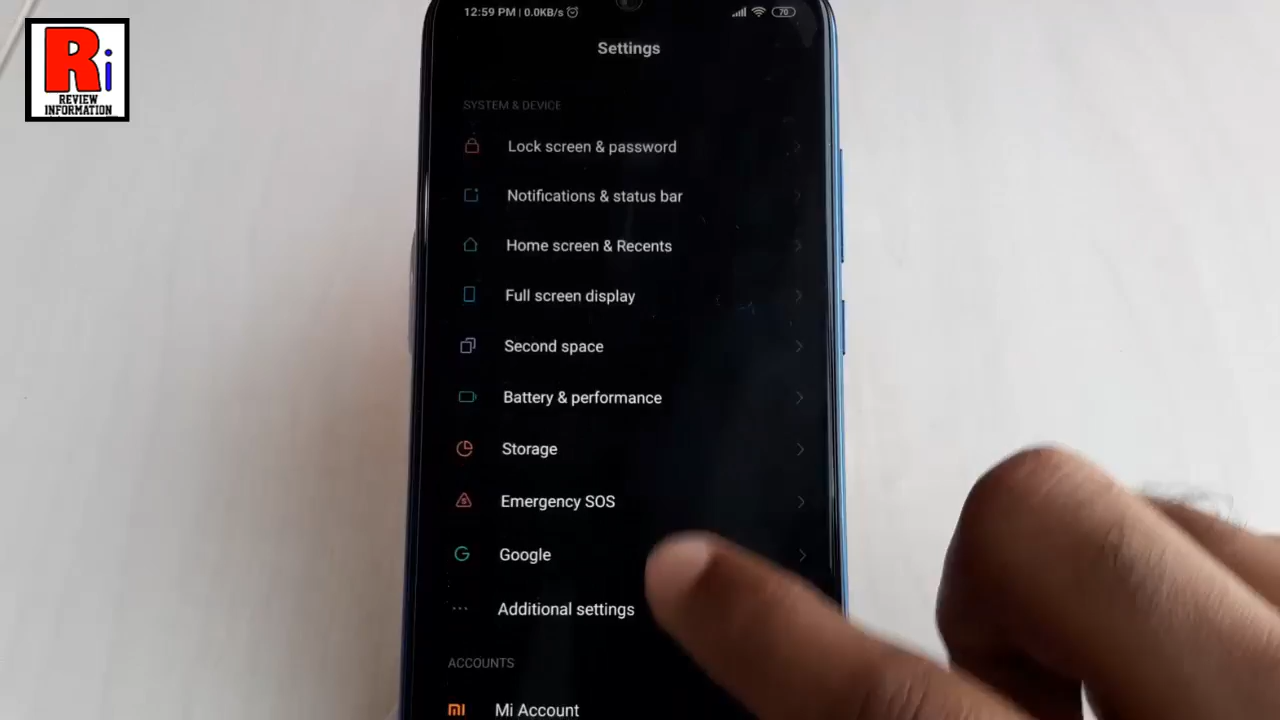 Ri
REVIEW
INFORMATION
12:59 PM | 0.0KB/s
70
Settings
SYSTEM & DEVICE
Lock screen & password
Notifications & status bar
Home screen & Recents
Full screen display
Second space
Battery & performance
Storage
Emergency SOS
Google
Additional settings
ACCOUNTS
Mi Account